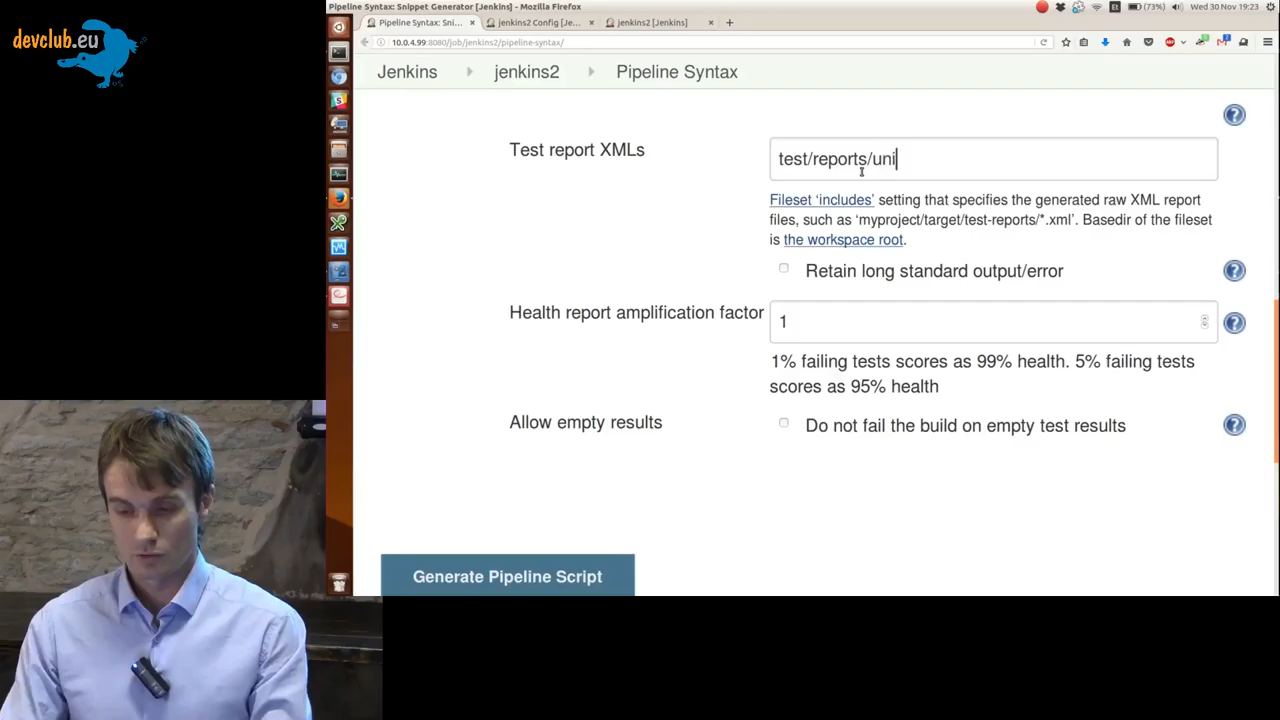 devclub.eu
Pipeline Syntax: Snippet Generator [Jenkins] - Mozilla Firefox
(73%) Wed 30 Nov 19:23
Pipeline Syntax: Sni... × jenkins2 Config [Je... × jenkins2 [Jenkins] × +
10.0.4.99:8080/job/jenkins2/pipeline-syntax/
Jenkins jenkins2 Pipeline Syntax
Test report XMLs
test/reports/uni
Fileset ‘includes’ setting that specifies the generated raw XML report
files, such as ‘myproject/target/test-reports/*.xml’. Basedir of the fileset
is the workspace root.
Retain long standard output/error
Health report amplification factor
1
1% failing tests scores as 99% health. 5% failing tests
scores as 95% health
Allow empty results
Do not fail the build on empty test results
Generate Pipeline Script